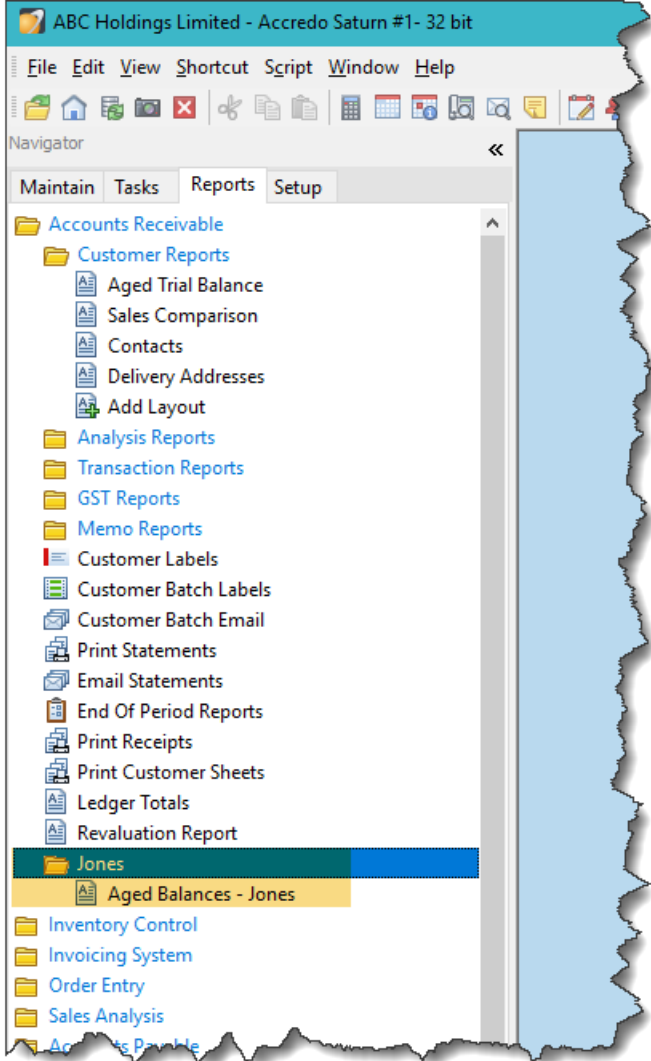 ABC Holdings Limited - Accredo Saturn #1- 32 bit
File Edit View Shortcut Script Window Help
Navigator
«
Maintain Tasks Reports Setup
Accounts Receivable
Customer Reports
Aged Trial Balance
Sales Comparison
Contacts
Delivery Addresses
Add Layout
Analysis Reports
Transaction Reports
GST Reports
Memo Reports
Customer Labels
Customer Batch Labels
Customer Batch Email
Print Statements
Email Statements
End Of Period Reports
Print Receipts
Print Customer Sheets
Ledger Totals
Revaluation Report
Jones
Aged Balances - Jones
Inventory Control
Invoicing System
Order Entry
Sales Analysis
Accounts Payable